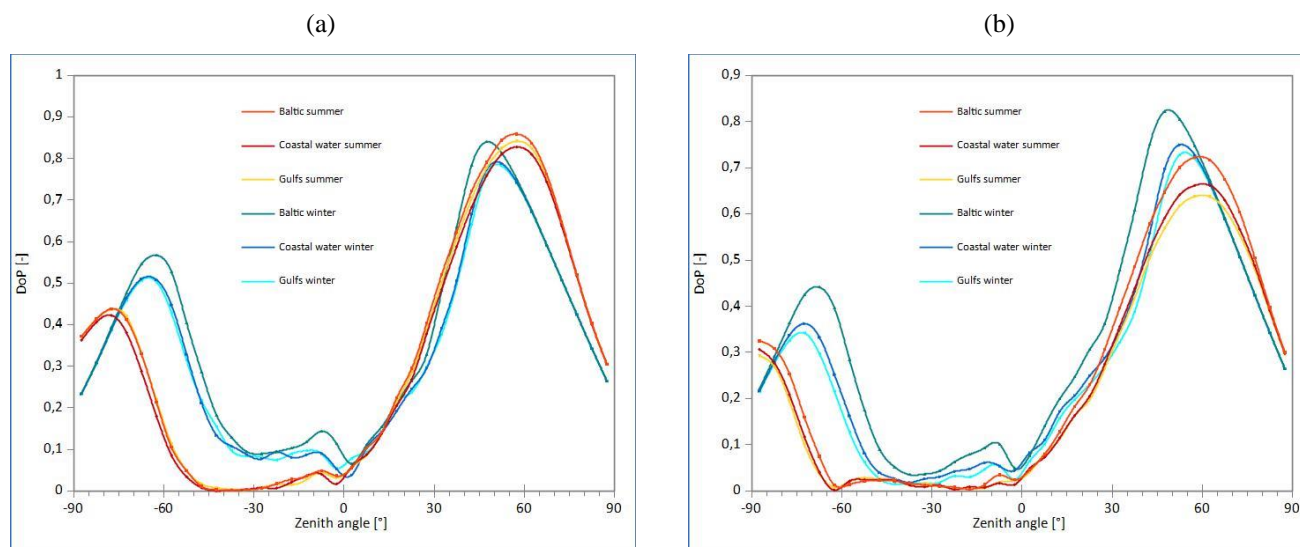 (a)
(b)
DoP [-]
1
0,9
0,8
0,7
0,6
0,5
0,4
0,3
0,2
0,1
0
Baltic summer
Coastal water summer
Gulfs summer
Baltic winter
Coastal water winter
Gulfs winter
-90 -60 -30 0 30 60 90
Zenith angle [°]
DoP [-]
0,9
0,8
0,7
0,6
0,5
0,4
0,3
0,2
0,1
0
Baltic summer
Coastal water summer
Gulfs summer
Baltic winter
Coastal water winter
Gulfs winter
-90 -60 -30 0 30 60 90
Zenith angle [°]